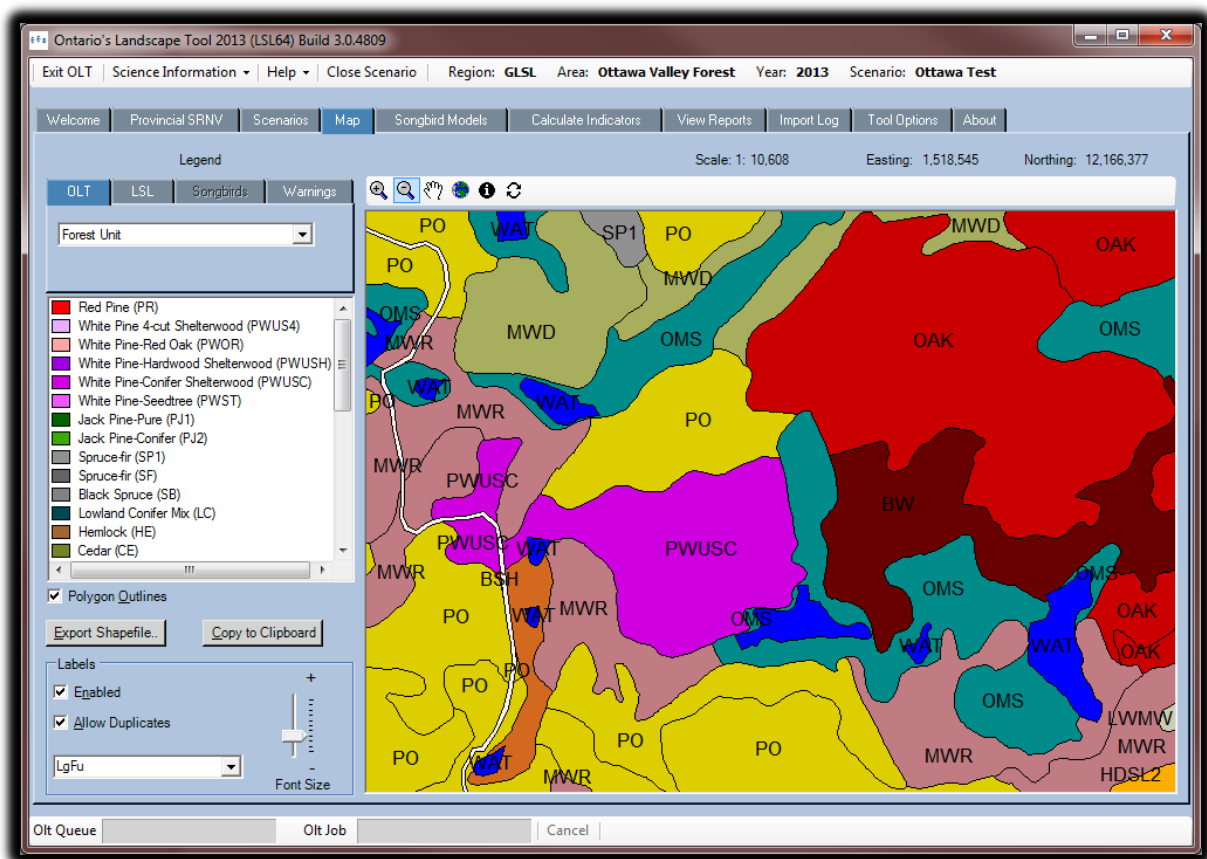 Ontario's Landscape Tool 2013 (LSL64) Build 3.0.4809
Exit OLT Science Information Help Close Scenario Region: GLSL Area: Ottawa Valley Forest Year: 2013 Scenario: Ottawa Test
Welcome Provincial SRNV Scenarios Map Songbird Models Calculate Indicators View Reports Import Log Tool Options About
Legend Scale: 1: 10,608 Easting: 1,518,545 Northing: 12,166,377
OLT LSL Songbirds Warnings
Forest Unit
Red Pine (PR)
White Pine 4-cut Shelterwood (PWUS4)
White Pine-Red Oak (PWOR)
White Pine-Hardwood Shelterwood (PWUSH)
White Pine-Conifer Shelterwood (PWUSC)
White Pine-Seedtree (PWST)
Jack Pine-Pure (PJ1)
Jack Pine-Conifer (PJ2)
Spruce-fir (SP1)
Spruce-fir (SF)
Black Spruce (SB)
Lowland Conifer Mix (LC)
Hemlock (HE)
Cedar (CE)
Polygon Outlines
Export Shapefile.. Copy to Clipboard
Labels
Enabled
Allow Duplicates
LgFu
+
-
Font Size
PO WAT SP1 PO MWD OAK
PO MWD
OMS MWR MWD OMS OAK OMS
PO WAT MWR WAT PO
MWR PWUSC BW
PWUSC WAT PWUSC
MWR BSH OMS OMS
PO WAT MWR OMS OAK
WAT WAT OAK
PO PO OMS
LWMW
PO WAT PO PO MWR MWR
MWR HDSL2
Olt Queue Olt Job Cancel